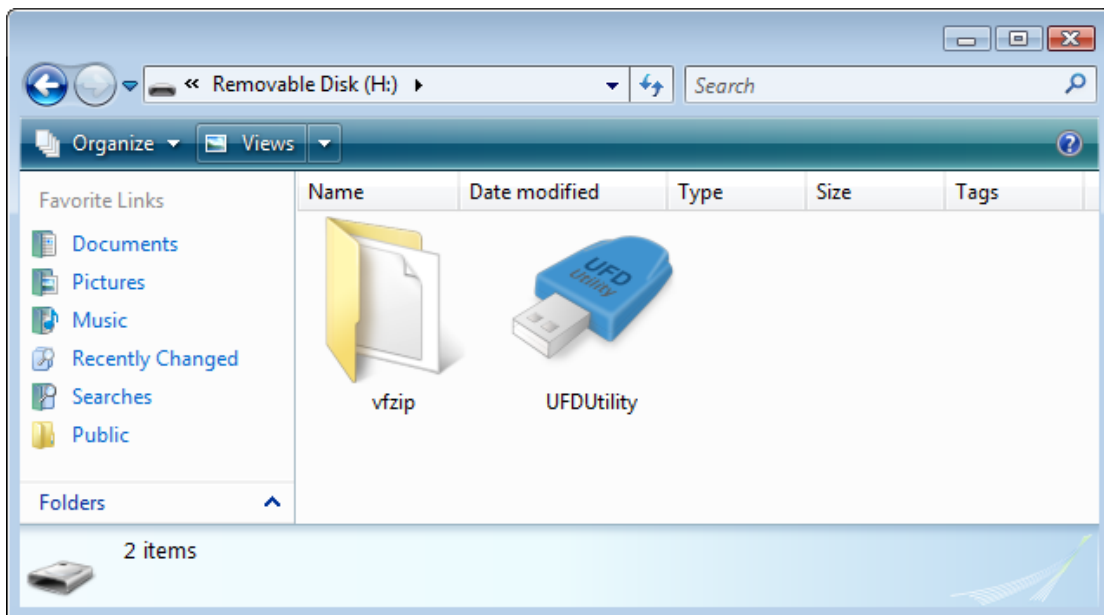 « Removable Disk (H:)
Search
Organize
Views
Favorite Links
Documents
Pictures
Music
Recently Changed
Searches
Public
Folders
Name Date modified Type Size Tags
UFD
Utility
vfzip
UFDUtility
2 items